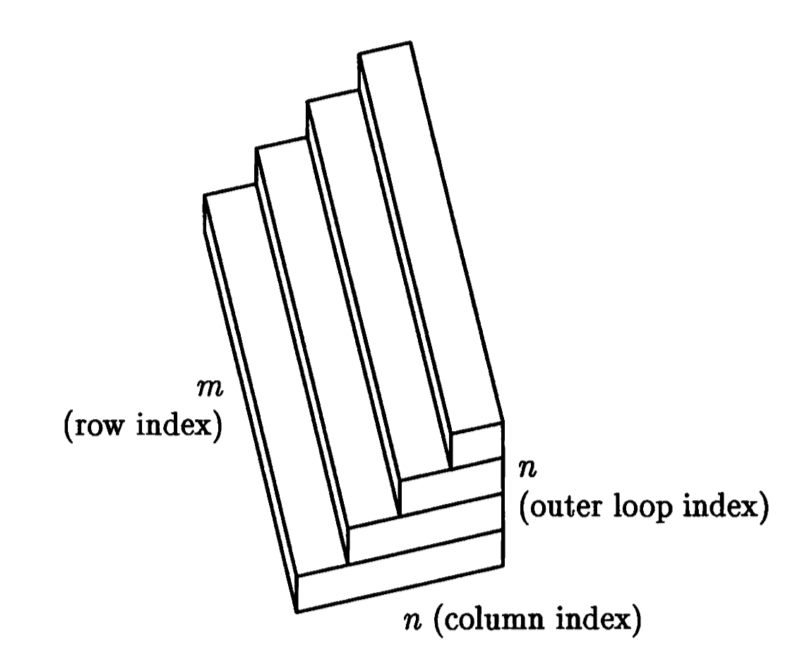 m
(row index)
n
(outer loop index)
n (column index)